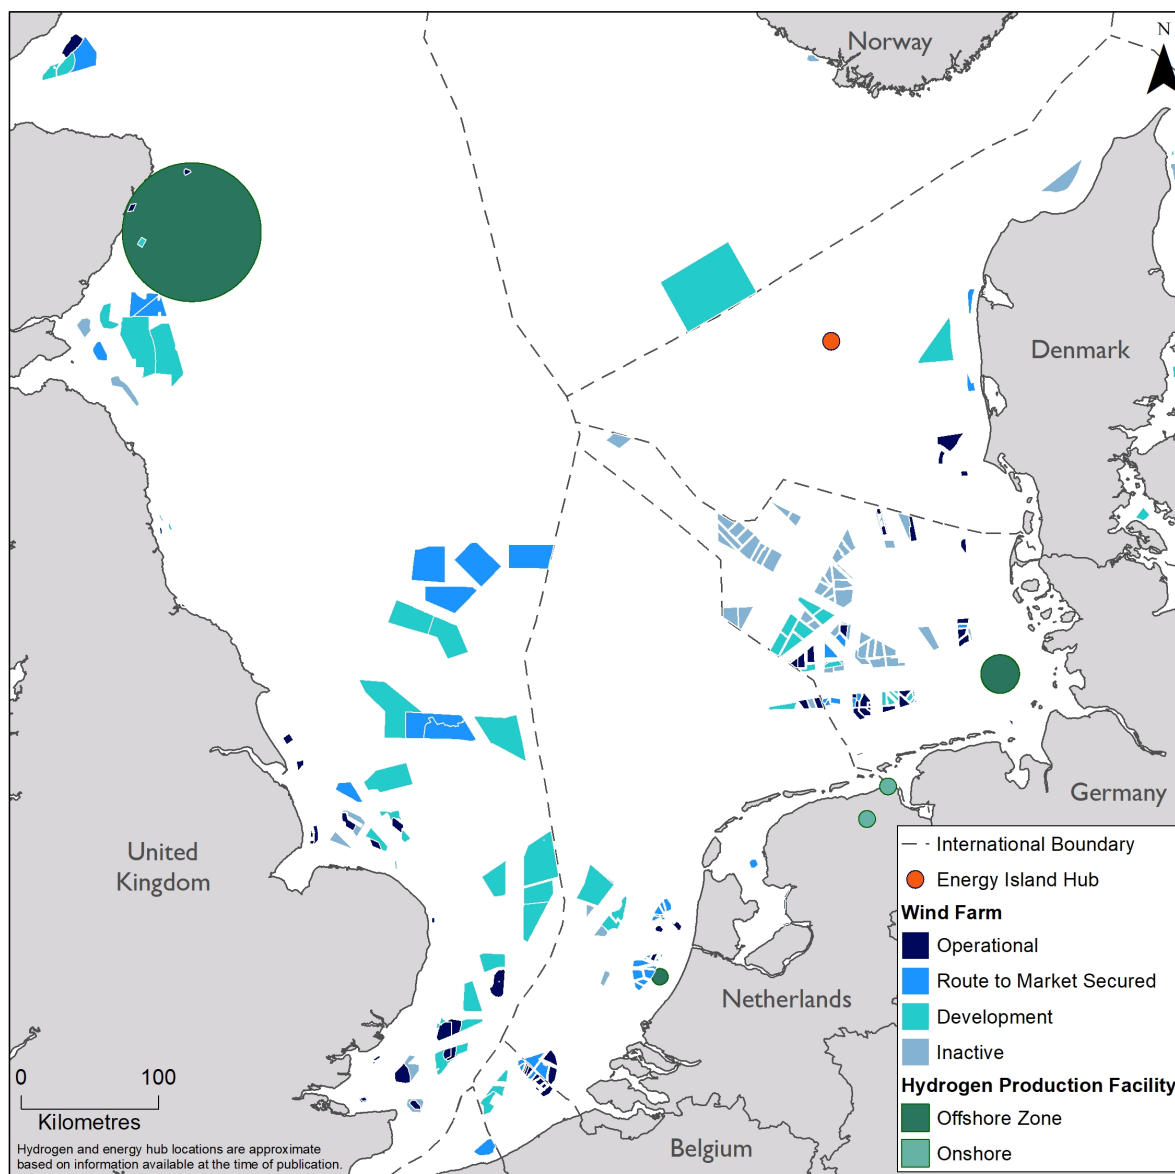 Norway
N
Denmark
Germany
United
Kingdom
Netherlands
Belgium
International Boundary
Energy Island Hub
Wind Farm
Operational
Route to Market Secured
Development
Inactive
Hydrogen Production Facility
Offshore Zone
Onshore
0 100
Kilometres
Hydrogen and energy hub locations are approximate
based on information available at the time of publication.